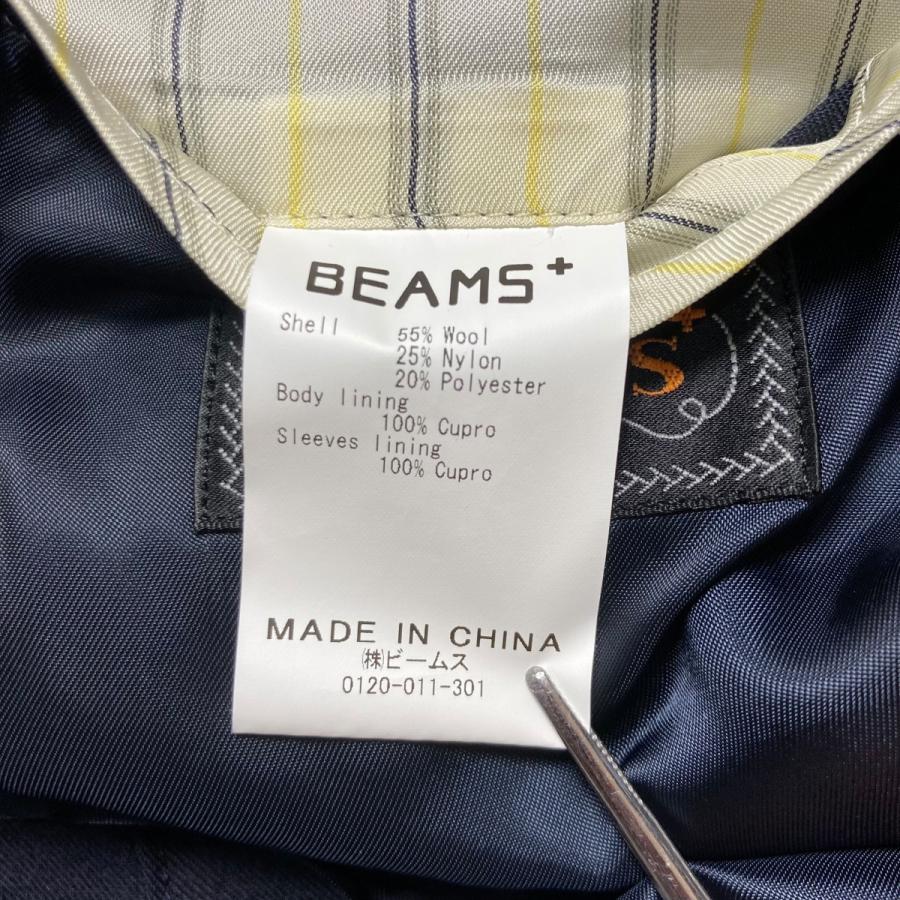 BEAMS+
Shell 55% Wool
25% Nylon
20% Polyester
Body lining
100% Cupro
Sleeves lining
100% Cupro
MADE IN CHINA
㈱ビームス
0120-011-301
S+